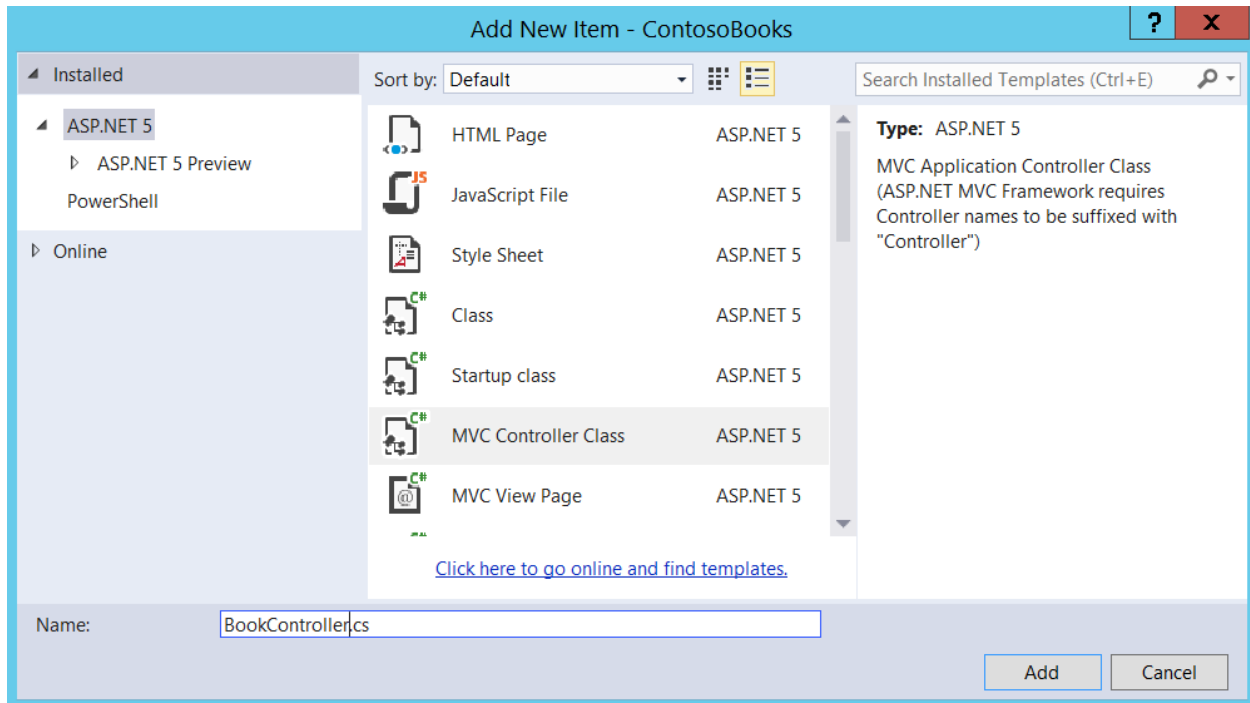 Add New Item - ContosoBooks
?
X
Installed
ASP.NET 5
ASP.NET 5 Preview
PowerShell
Online
Sort by: Default
Search Installed Templates (Ctrl+E)
HTML Page ASP.NET 5
JS
JavaScript File ASP.NET 5
Style Sheet ASP.NET 5
C#
Class ASP.NET 5
C#
Startup class ASP.NET 5
C#
MVC Controller Class ASP.NET 5
C#
MVC View Page ASP.NET 5
Click here to go online and find templates.
Type: ASP.NET 5
MVC Application Controller Class
(ASP.NET MVC Framework requires
Controller names to be suffixed with
"Controller")
Name: BookController.cs
Add
Cancel